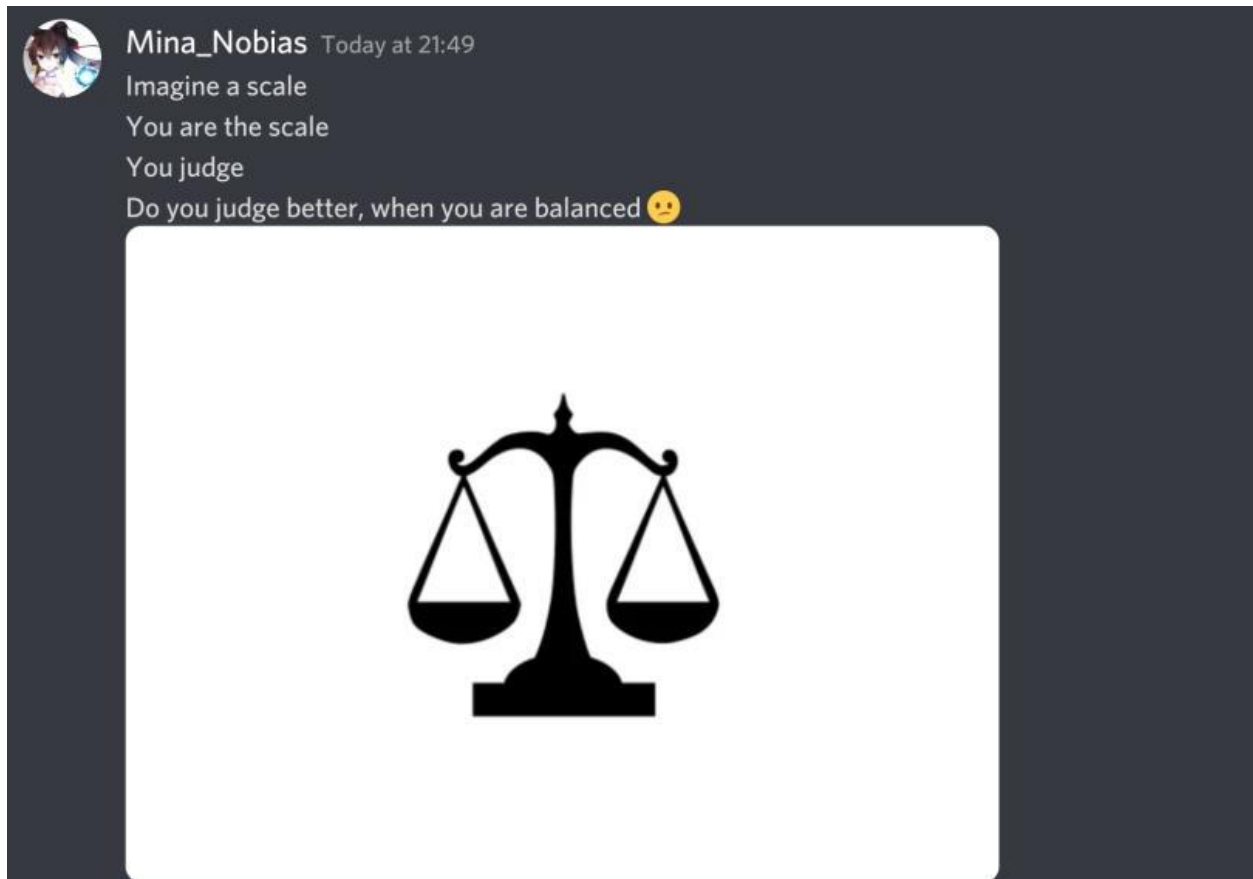 Mina_Nobias Today at 21:49
Imagine a scale
You are the scale
You judge
Do you judge better, when you are balanced 😕